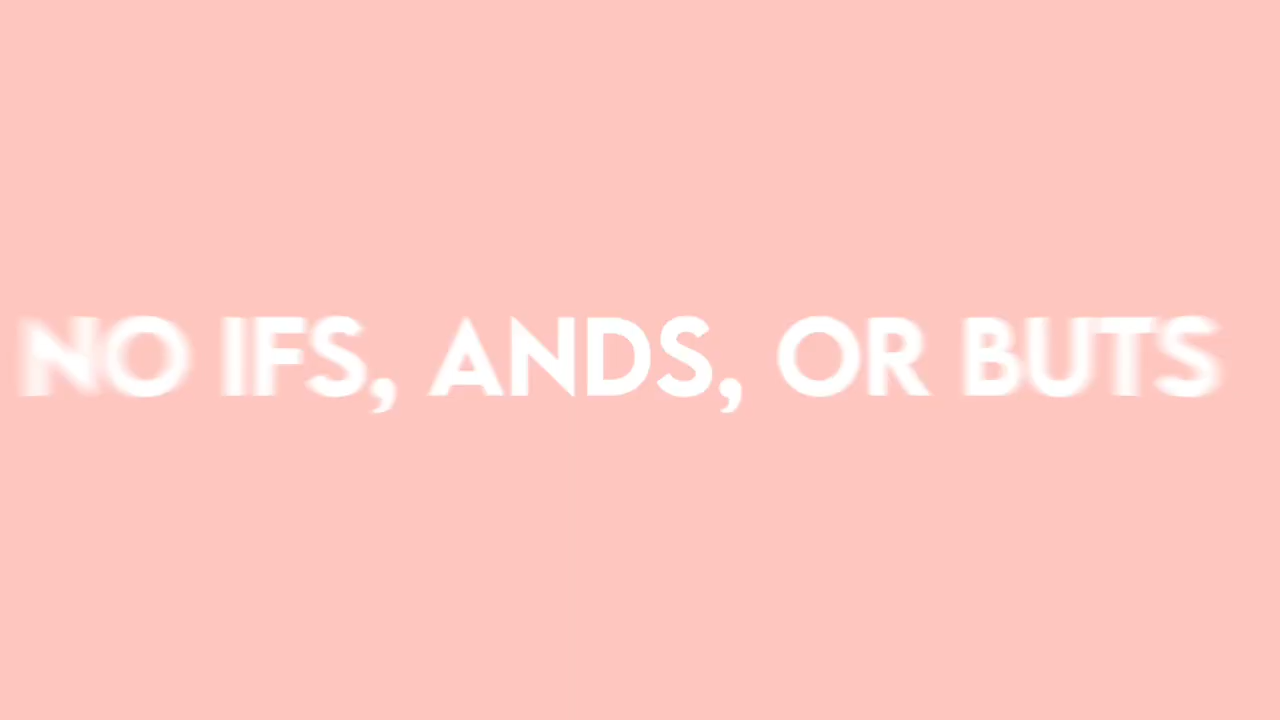 NO IFS, ANDS, OR BUTS